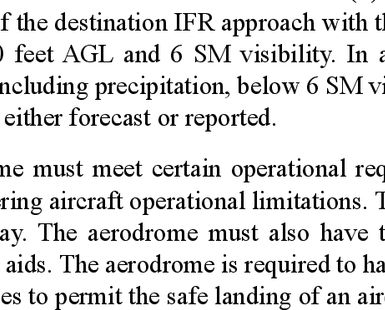 of the destination IFR approach with th
0 feet AGL and 6 SM visibility. In a
ncluding precipitation, below 6 SM vi
either forecast or reported.
me must meet certain operational req
ering aircraft operational limitations. T
ay. The aerodrome must also have t
aids. The aerodrome is required to ha
es to permit the safe landing of an airc